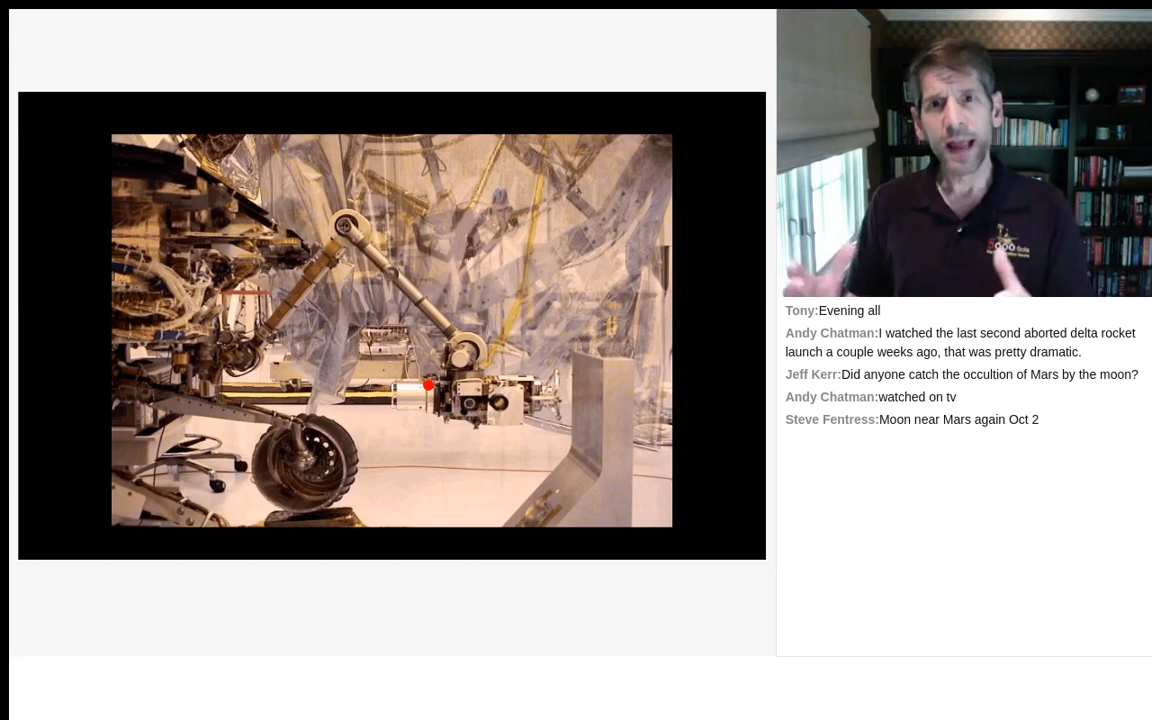 5000 Sols
Tony:Evening all
Andy Chatman:I watched the last second aborted delta rocket
launch a couple weeks ago, that was pretty dramatic.
Jeff Kerr:Did anyone catch the occultion of Mars by the moon?
Andy Chatman:watched on tv
Steve Fentress:Moon near Mars again Oct 2